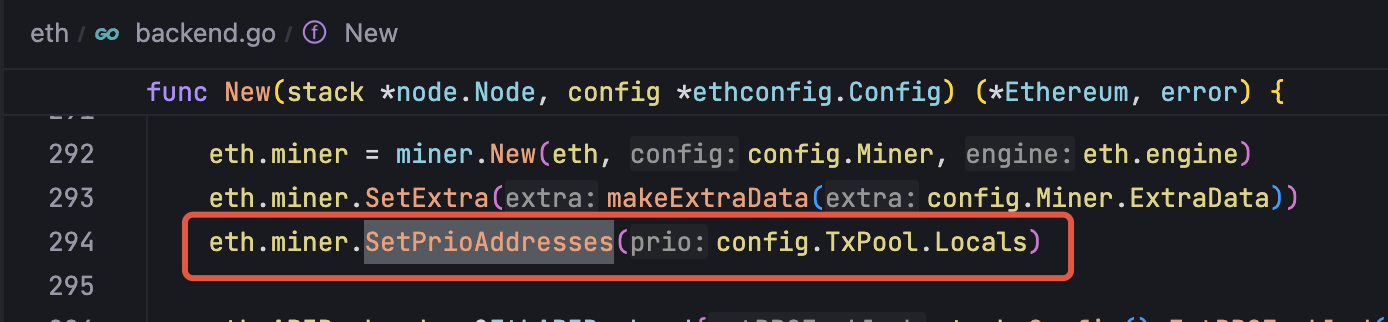 eth / GO backend.go / f New
func New(stack *node.Node, config *ethconfig.Config) (*Ethereum, error) {
292 eth.miner = miner.New(eth, config: config.Miner, engine: eth.engine)
293 eth.miner.SetExtra(extra: makeExtraData(extra: config.Miner.ExtraData))
294 eth.miner.SetPrioAddresses(prio: config.TxPool.Locals)
295